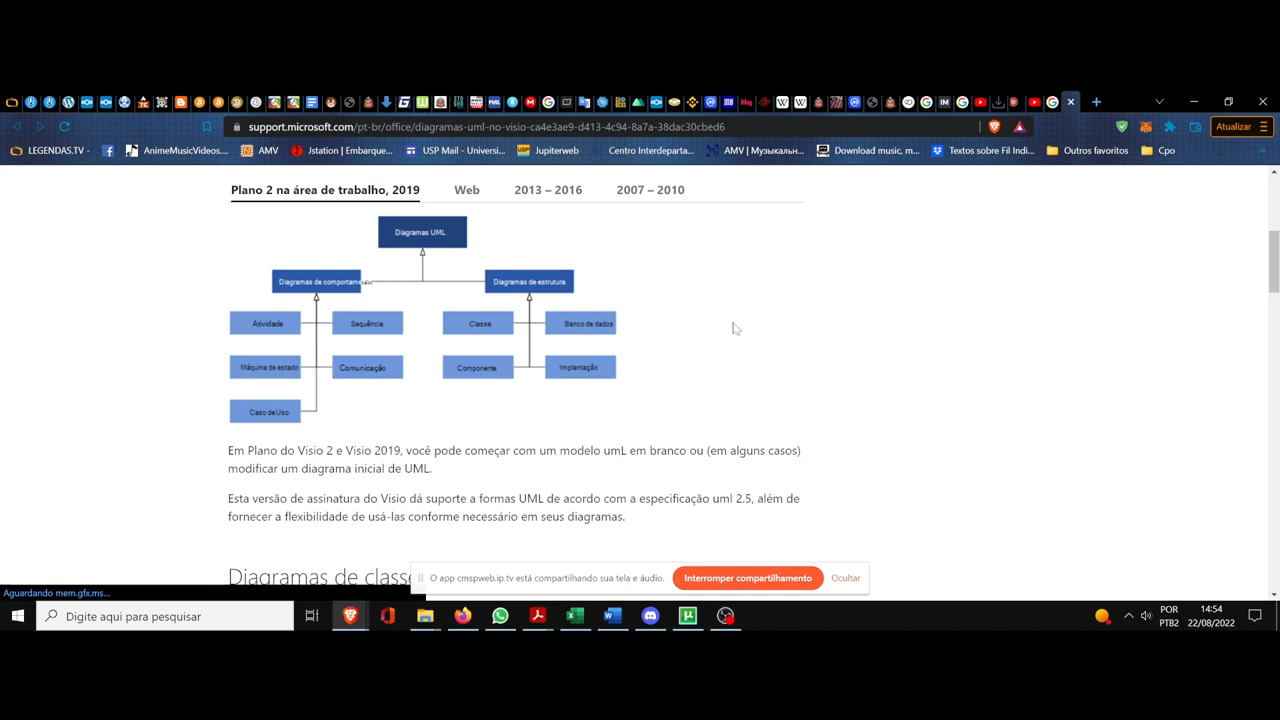 support.microsoft.com/pt-br/office/diagramas-uml-no-visio-ca4e3ae9-d413-4c94-8a7a-38dac30cbed6
Atualizar
LEGENDAS.TV -
AnimeMusicVideos...
AMV
Jstation | Embarque...
USP Mail - Universi...
Jupiterweb
Centro Interdeparta...
AMV | Музыкальн...
Download music, m...
Textos sobre Fil Indi...
Outros favoritos
Cpo
Plano 2 na área de trabalho, 2019 Web 2013 – 2016 2007 – 2010
Diagramas UML
Diagramas de comportamento Diagramas de estrutura
Atividade Sequência Classe Banco de dados
Máquina de estado Comunicação Componente Implantação
Caso de Uso
Em Plano do Visio 2 e Visio 2019, você pode começar com um modelo umL em branco ou (em alguns casos)
modificar um diagrama inicial de UML.
Esta versão de assinatura do Visio dá suporte a formas UML de acordo com a especificação uml 2.5, além de
fornecer a flexibilidade de usá-las conforme necessário em seus diagramas.
Diagramas de classe
O app cmspweb.ip.tv está compartilhando sua tela e áudio. Interromper compartilhamento Ocultar
Aguardando mem.gfx.ms...
Digite aqui para pesquisar
POR
PTB2
14:54
22/08/2022